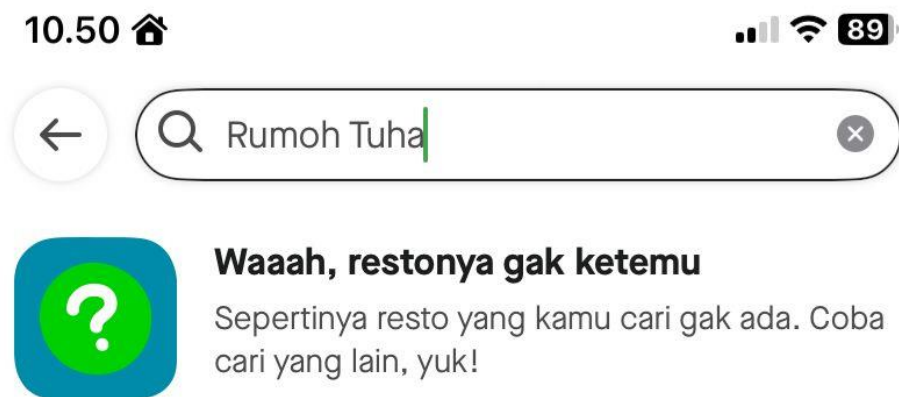 10.50
89
Rumoh Tuha
Waaah, restonya gak ketemu
Sepertinya resto yang kamu cari gak ada. Coba
cari yang lain, yuk!